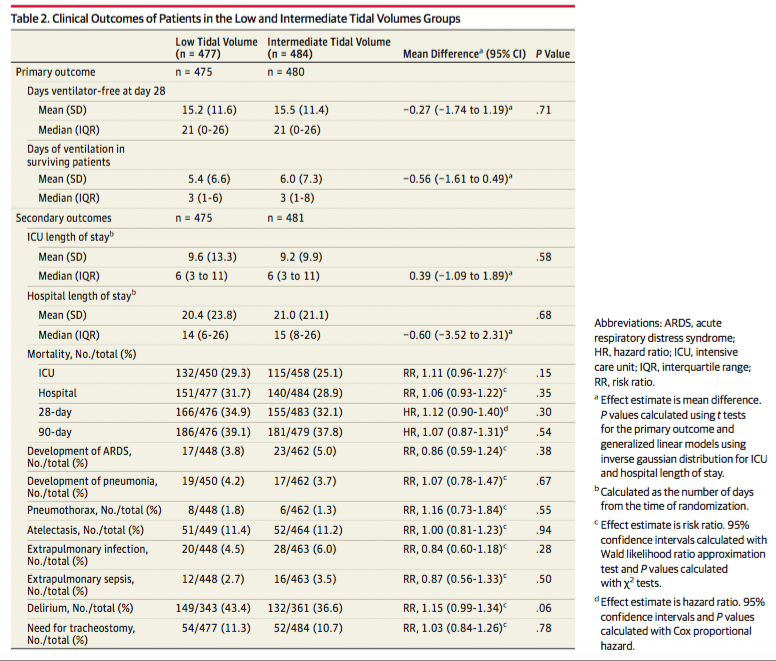 Table 2. Clinical Outcomes of Patients in the Low and Intermediate Tidal Volumes Groups
Low Tidal Volume Intermediate Tidal Volume
(n = 477) (n = 484) Mean Differenceᵃ (95% CI) P Value
Primary outcome n = 475 n = 480
Days ventilator-free at day 28
Mean (SD) 15.2 (11.6) 15.5 (11.4) −0.27 (−1.74 to 1.19)ᵃ .71
Median (IQR) 21 (0-26) 21 (0-26)
Days of ventilation in
surviving patients
Mean (SD) 5.4 (6.6) 6.0 (7.3) −0.56 (−1.61 to 0.49)ᵃ
Median (IQR) 3 (1-6) 3 (1-8)
Secondary outcomes n = 475 n = 481
ICU length of stayᵇ
Mean (SD) 9.6 (13.3) 9.2 (9.9) .58
Median (IQR) 6 (3 to 11) 6 (3 to 11) 0.39 (−1.09 to 1.89)ᵃ
Hospital length of stayᵇ
Mean (SD) 20.4 (23.8) 21.0 (21.1) .68
Median (IQR) 14 (6-26) 15 (8-26) −0.60 (−3.52 to 2.31)ᵃ
Mortality, No./total (%)
ICU 132/450 (29.3) 115/458 (25.1) RR, 1.11 (0.96-1.27)ᶜ .15
Hospital 151/477 (31.7) 140/484 (28.9) RR, 1.06 (0.93-1.22)ᶜ .35
28-day 166/476 (34.9) 155/483 (32.1) HR, 1.12 (0.90-1.40)ᵈ .30
90-day 186/476 (39.1) 181/479 (37.8) HR, 1.07 (0.87-1.31)ᵈ .54
Development of ARDS, 17/448 (3.8) 23/462 (5.0) RR, 0.86 (0.59-1.24)ᶜ .38
No./total (%)
Development of pneumonia, 19/450 (4.2) 17/462 (3.7) RR, 1.07 (0.78-1.47)ᶜ .67
No./total (%)
Pneumothorax, No./total (%) 8/448 (1.8) 6/462 (1.3) RR, 1.16 (0.73-1.84)ᶜ .55
Atelectasis, No./total (%) 51/449 (11.4) 52/464 (11.2) RR, 1.00 (0.81-1.23)ᶜ .94
Extrapulmonary infection, 20/448 (4.5) 28/463 (6.0) RR, 0.84 (0.60-1.18)ᶜ .28
No./total (%)
Extrapulmonary sepsis, 12/448 (2.7) 16/463 (3.5) RR, 0.87 (0.56-1.33)ᶜ .50
No./total (%)
Delirium, No./total (%) 149/343 (43.4) 132/361 (36.6) RR, 1.15 (0.99-1.34)ᶜ .06
Need for tracheostomy, 54/477 (11.3) 52/484 (10.7) RR, 1.03 (0.84-1.26)ᶜ .78
No./total (%)
Abbreviations: ARDS, acute
respiratory distress syndrome;
HR, hazard ratio; ICU, intensive
care unit; IQR, interquartile range;
RR, risk ratio.
ᵃ Effect estimate is mean difference.
P values calculated using t tests
for the primary outcome and
generalized linear models using
inverse gaussian distribution for ICU
and hospital length of stay.
ᵇ Calculated as the number of days
from the time of randomization.
ᶜ Effect estimate is risk ratio. 95%
confidence intervals calculated with
Wald likelihood ratio approximation
test and P values calculated
with χ² tests.
ᵈ Effect estimate is hazard ratio. 95%
confidence intervals and P values
calculated with Cox proportional
hazard.